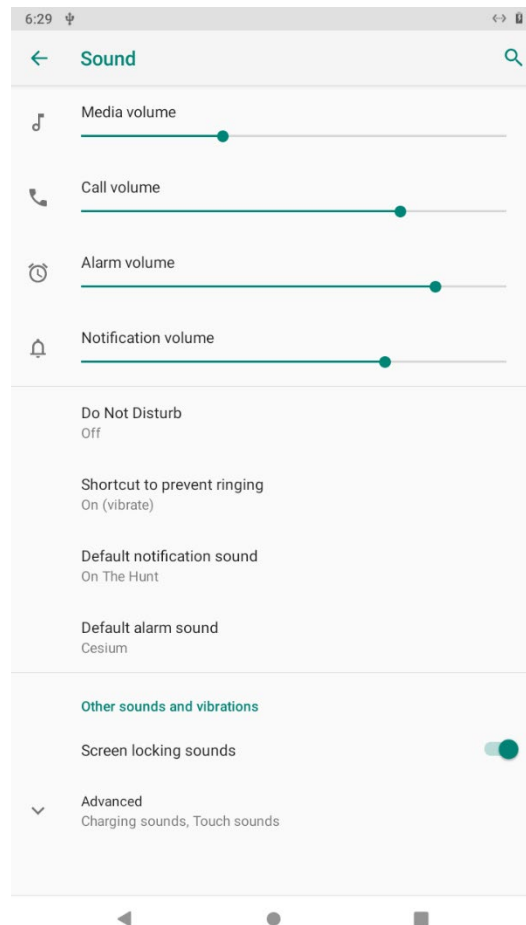 6:29
Sound
Media volume
Call volume
Alarm volume
Notification volume
Do Not Disturb
Off
Shortcut to prevent ringing
On (vibrate)
Default notification sound
On The Hunt
Default alarm sound
Cesium
Other sounds and vibrations
Screen locking sounds
Advanced
Charging sounds, Touch sounds